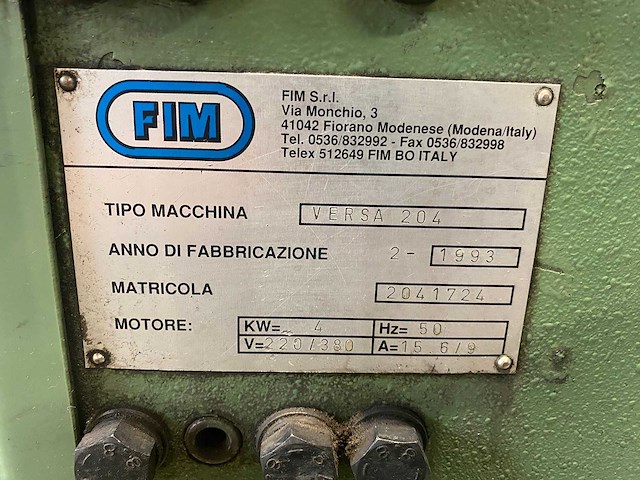 FIM
FIM S.r.l.
Via Monchio, 3
41042 Fiorano Modenese (Modena/Italy)
Tel. 0536/832992 - Fax 0536/832998
Telex 512649 FIM BO ITALY
TIPO MACCHINA VERSA 204
ANNO DI FABBRICAZIONE 2- 1993
MATRICOLA 2041724
MOTORE: KW= 4 Hz= 50
V=220/380 A=15.6/9
8.8